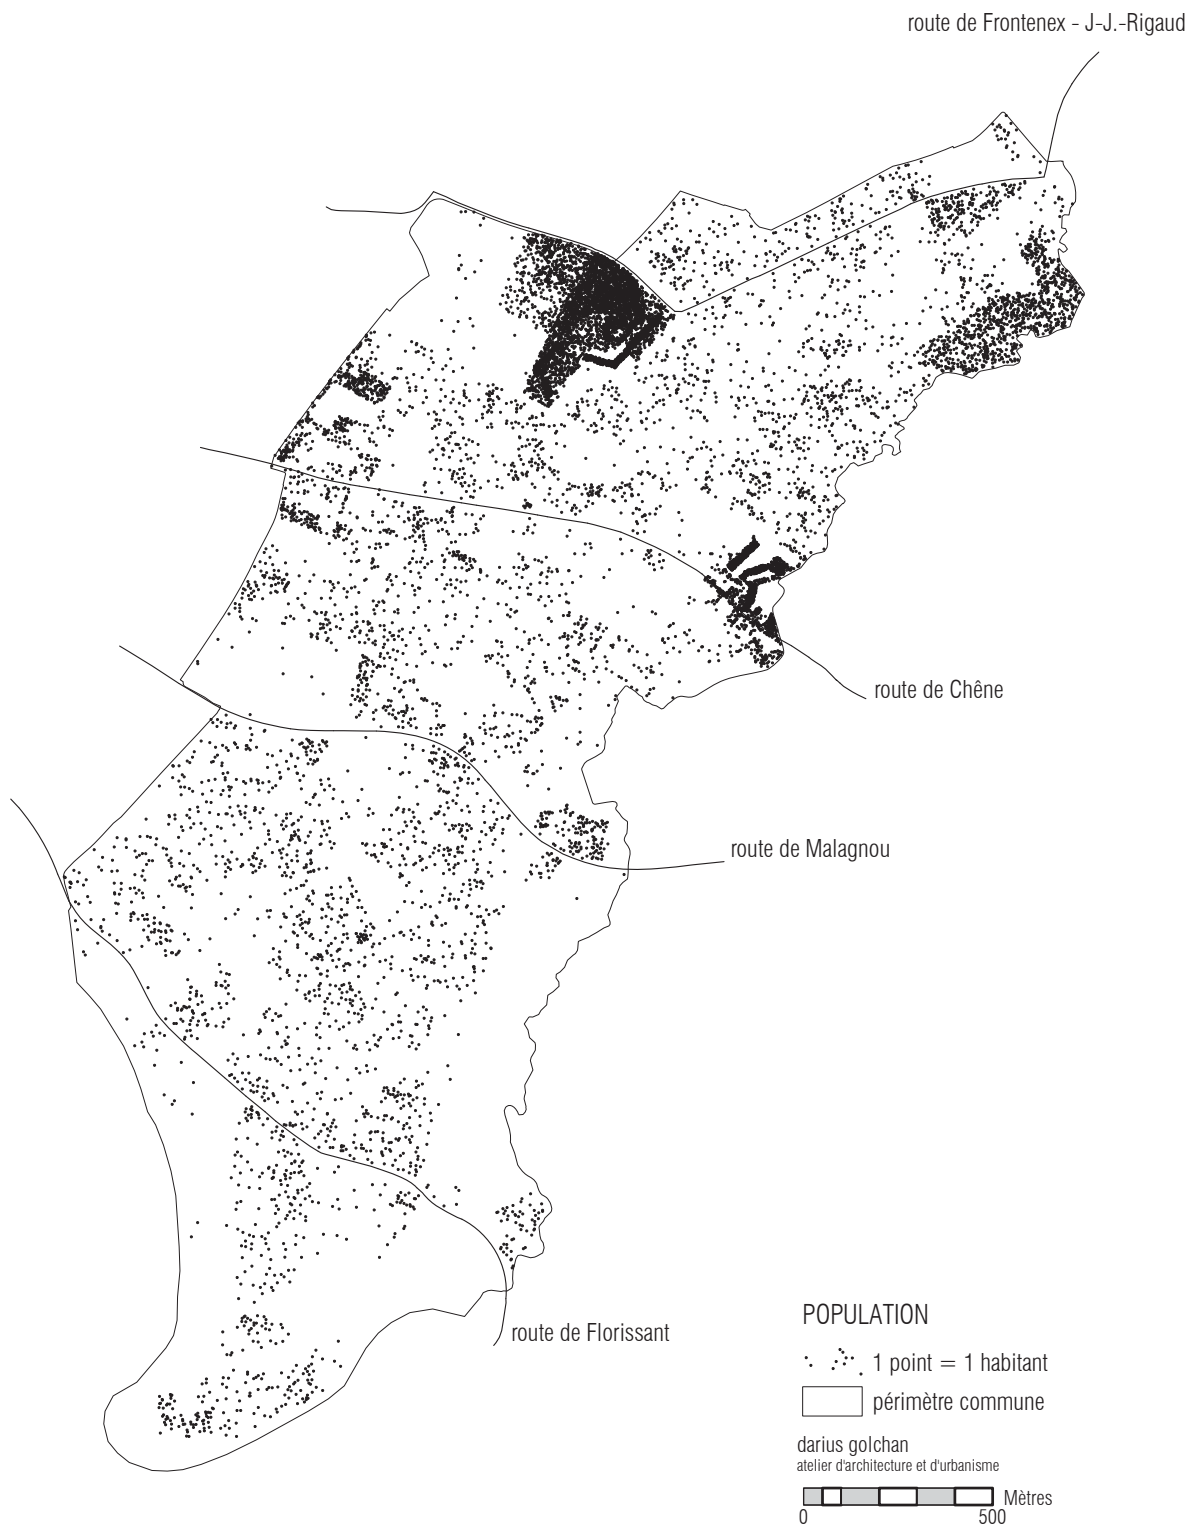 route de Frontenex - J-J.-Rigaud
route de Chêne
route de Malagnou
route de Florissant
POPULATION
1 point = 1 habitant
périmètre commune
darius golchan
atelier d'architecture et d'urbanisme
Mètres
0 500